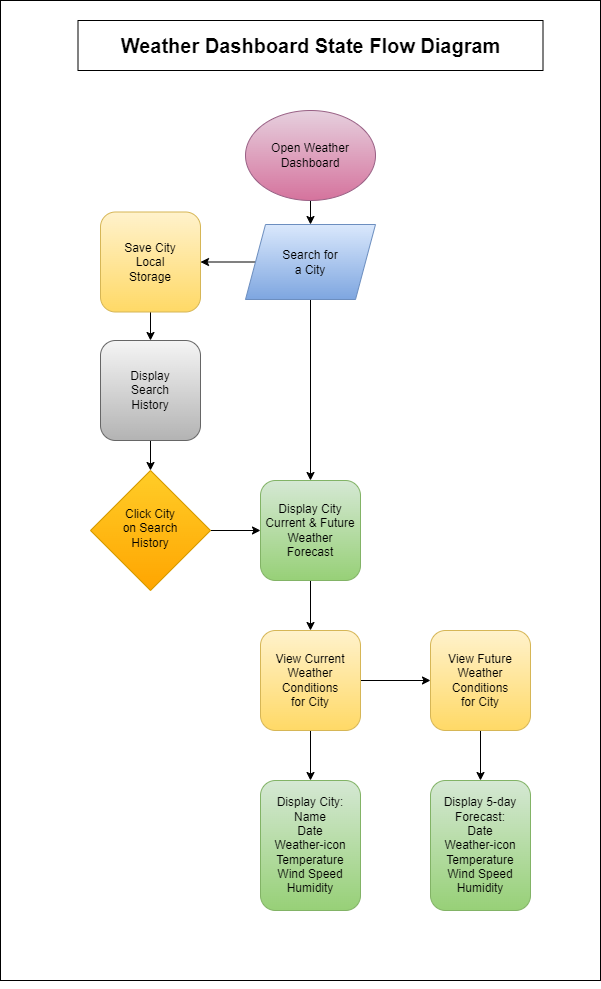 Weather Dashboard State Flow Diagram
Open Weather
Dashboard
Search for
a City
Save City
Local
Storage
Display
Search
History
Click City
on Search
History
Display City
Current & Future
Weather
Forecast
View Current
Weather
Conditions
for City
View Future
Weather
Conditions
for City
Display City:
Name
Date
Weather-icon
Temperature
Wind Speed
Humidity
Display 5-day
Forecast:
Date
Weather-icon
Temperature
Wind Speed
Humidity